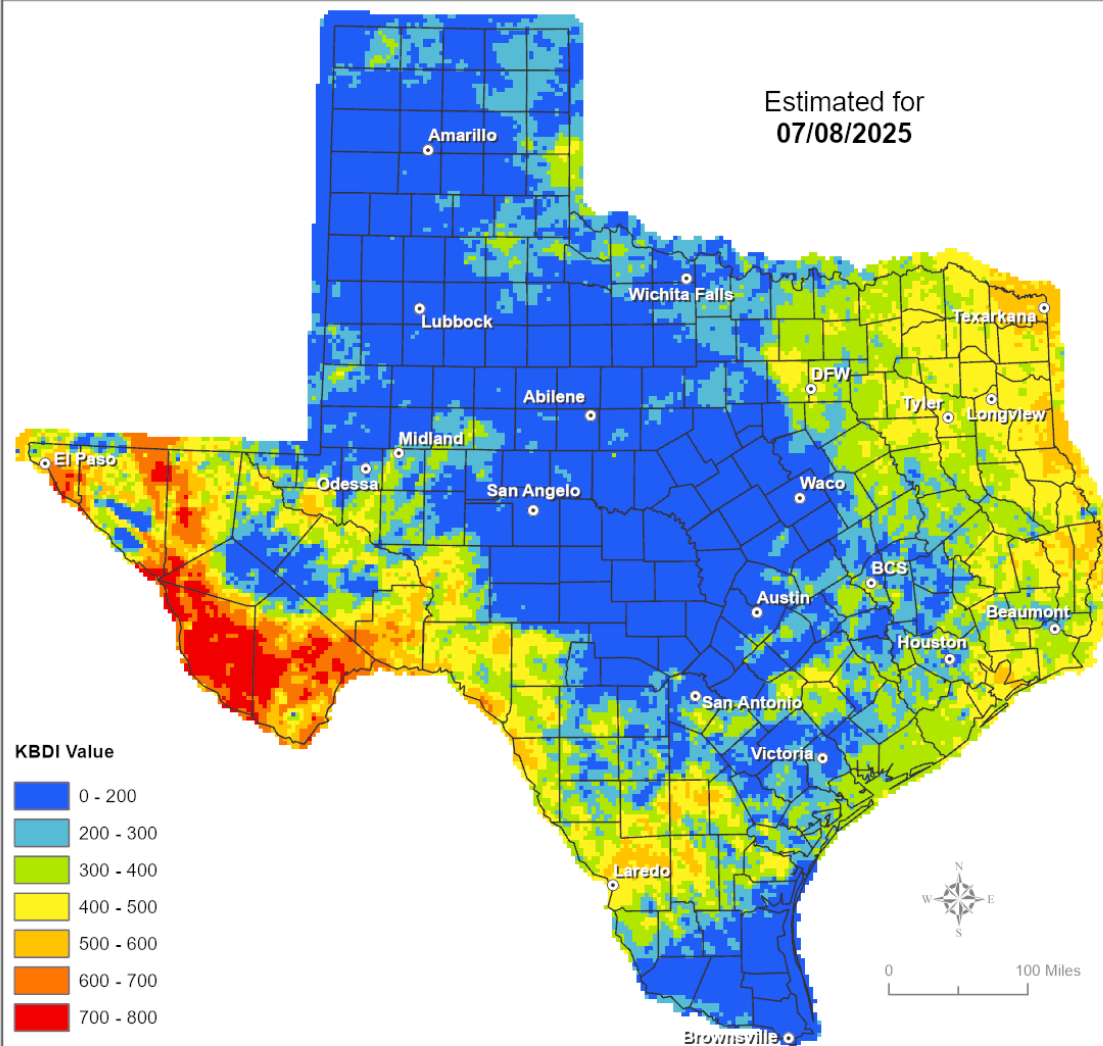 Estimated for
07/08/2025
Amarillo
Wichita Falls
Lubbock
Texarkana
DFW
Abilene
Tyler
Longview
Midland
El Paso
Odessa
San Angelo
Waco
BCS
Austin
Beaumont
Houston
San Antonio
Victoria
Laredo
Brownsville
KBDI Value
0 - 200
200 - 300
300 - 400
400 - 500
500 - 600
600 - 700
700 - 800
N
W E
S
0 100 Miles